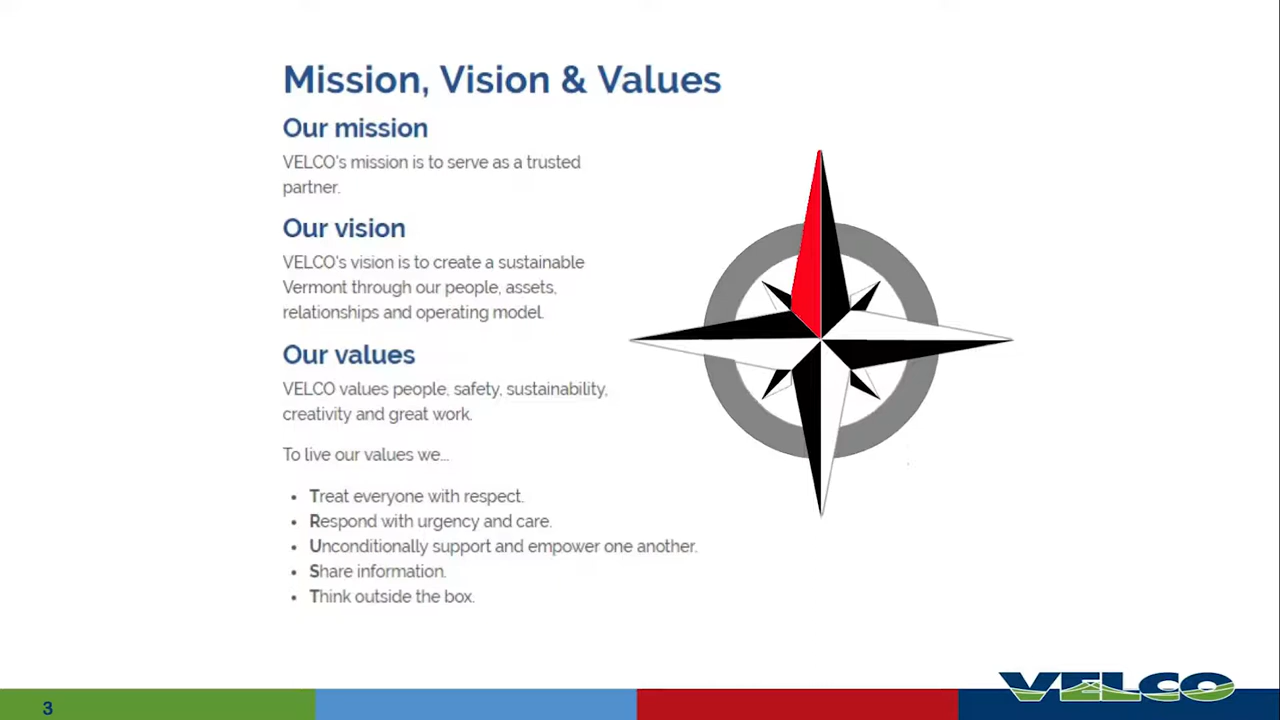 Mission, Vision & Values
Our mission
VELCO's mission is to serve as a trusted
partner.
Our vision
VELCO's vision is to create a sustainable
Vermont through our people, assets,
relationships and operating model.
Our values
VELCO values people, safety, sustainability,
creativity and great work.
To live our values we...
• Treat everyone with respect.
• Respond with urgency and care.
• Unconditionally support and empower one another.
• Share information.
• Think outside the box.
3
VELCO